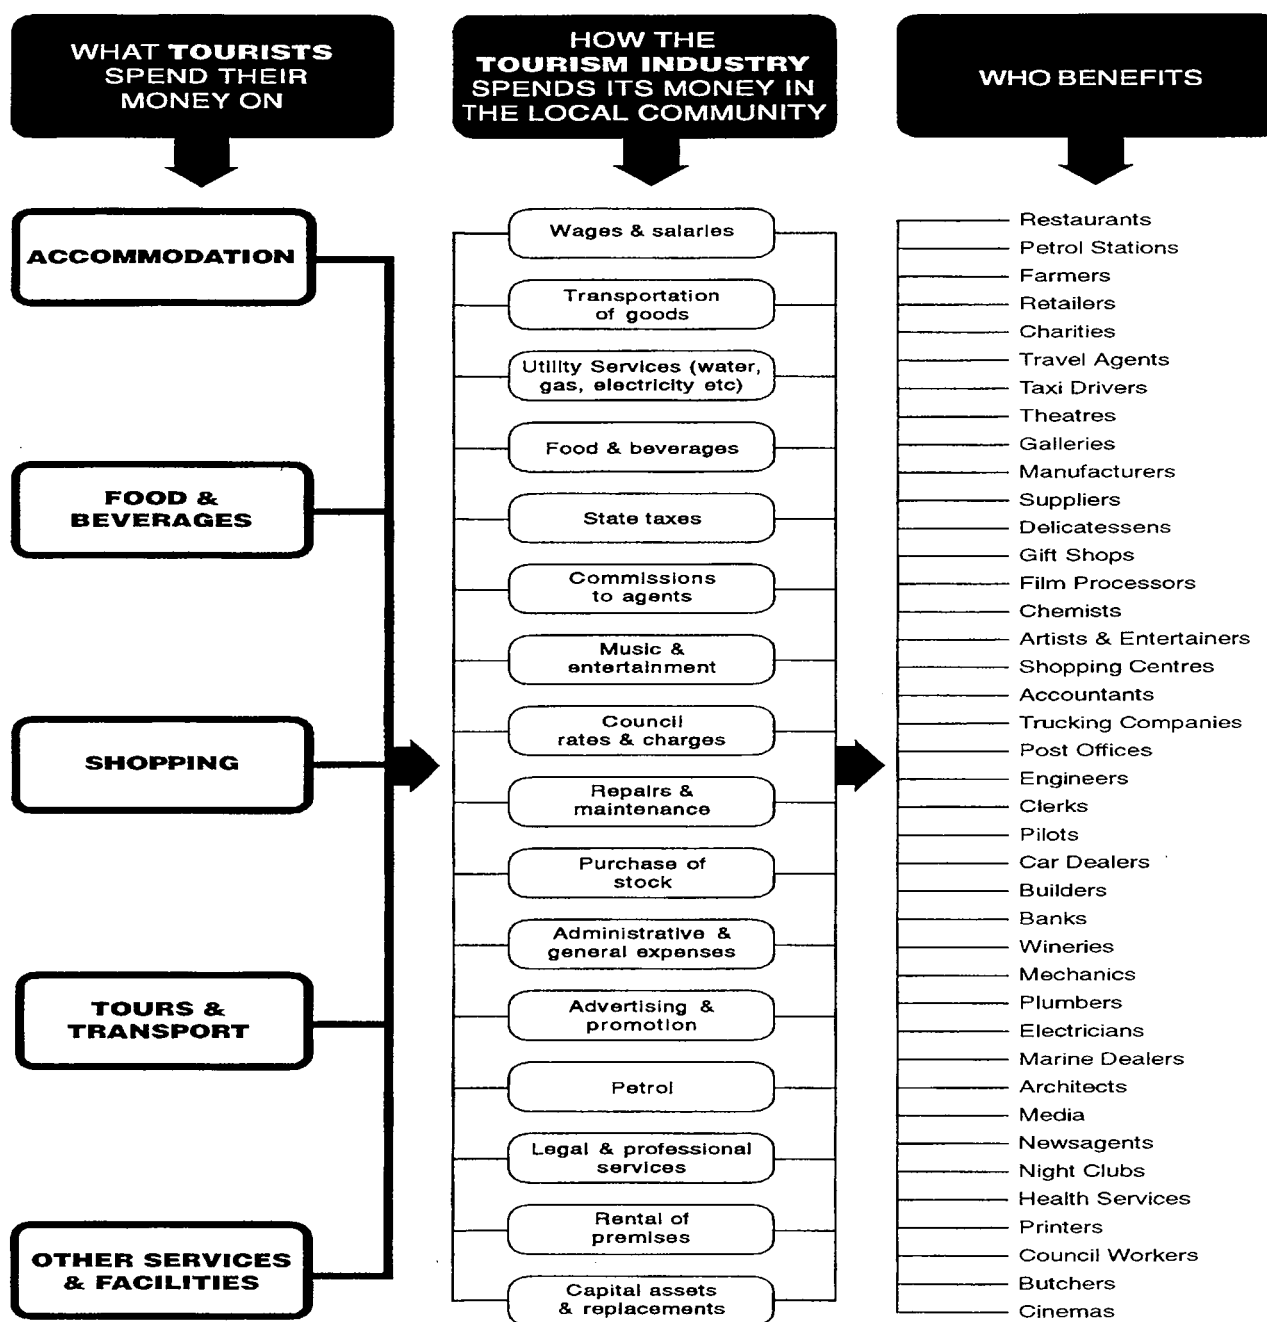 WHAT TOURISTS
SPEND THEIR
MONEY ON
HOW THE
TOURISM INDUSTRY
SPENDS ITS MONEY IN
THE LOCAL COMMUNITY
WHO BENEFITS
ACCOMMODATION
FOOD &
BEVERAGES
SHOPPING
TOURS &
TRANSPORT
OTHER SERVICES
& FACILITIES
Wages & salaries
Transportation
of goods
Utility Services (water,
gas, electricity etc)
Food & beverages
State taxes
Commissions
to agents
Music &
entertainment
Council
rates & charges
Repairs &
maintenance
Purchase of
stock
Administrative &
general expenses
Advertising &
promotion
Petrol
Legal & professional
services
Rental of
premises
Capital assets
& replacements
Restaurants
Petrol Stations
Farmers
Retailers
Charities
Travel Agents
Taxi Drivers
Theatres
Galleries
Manufacturers
Suppliers
Delicatessens
Gift Shops
Film Processors
Chemists
Artists & Entertainers
Shopping Centres
Accountants
Trucking Companies
Post Offices
Engineers
Clerks
Pilots
Car Dealers
Builders
Banks
Wineries
Mechanics
Plumbers
Electricians
Marine Dealers
Architects
Media
Newsagents
Night Clubs
Health Services
Printers
Council Workers
Butchers
Cinemas